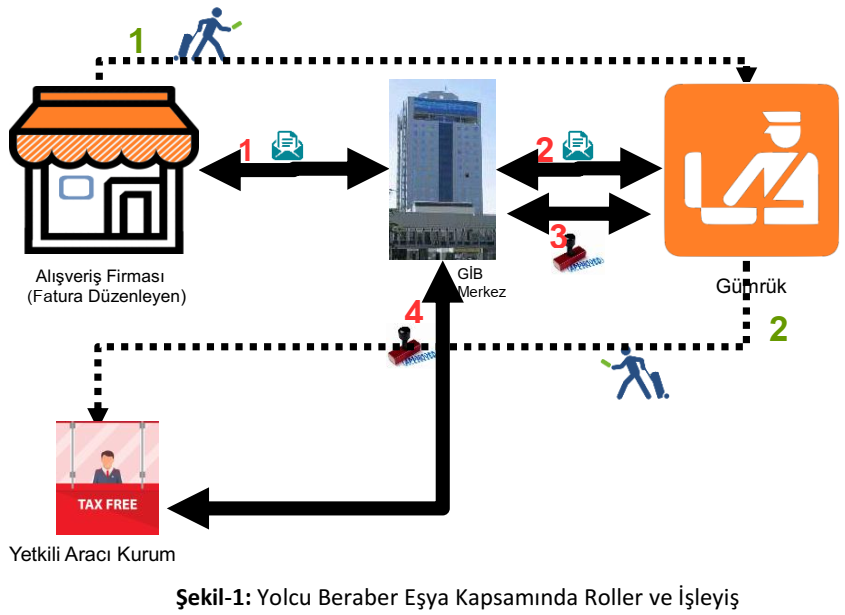 1
1
2
3
Alışveriş Firması
(Fatura Düzenleyen)
GİB
Merkez
Gümrük
4
2
TAX FREE
Yetkili Aracı Kurum
Şekil-1: Yolcu Beraber Eşya Kapsamında Roller ve İşleyiş